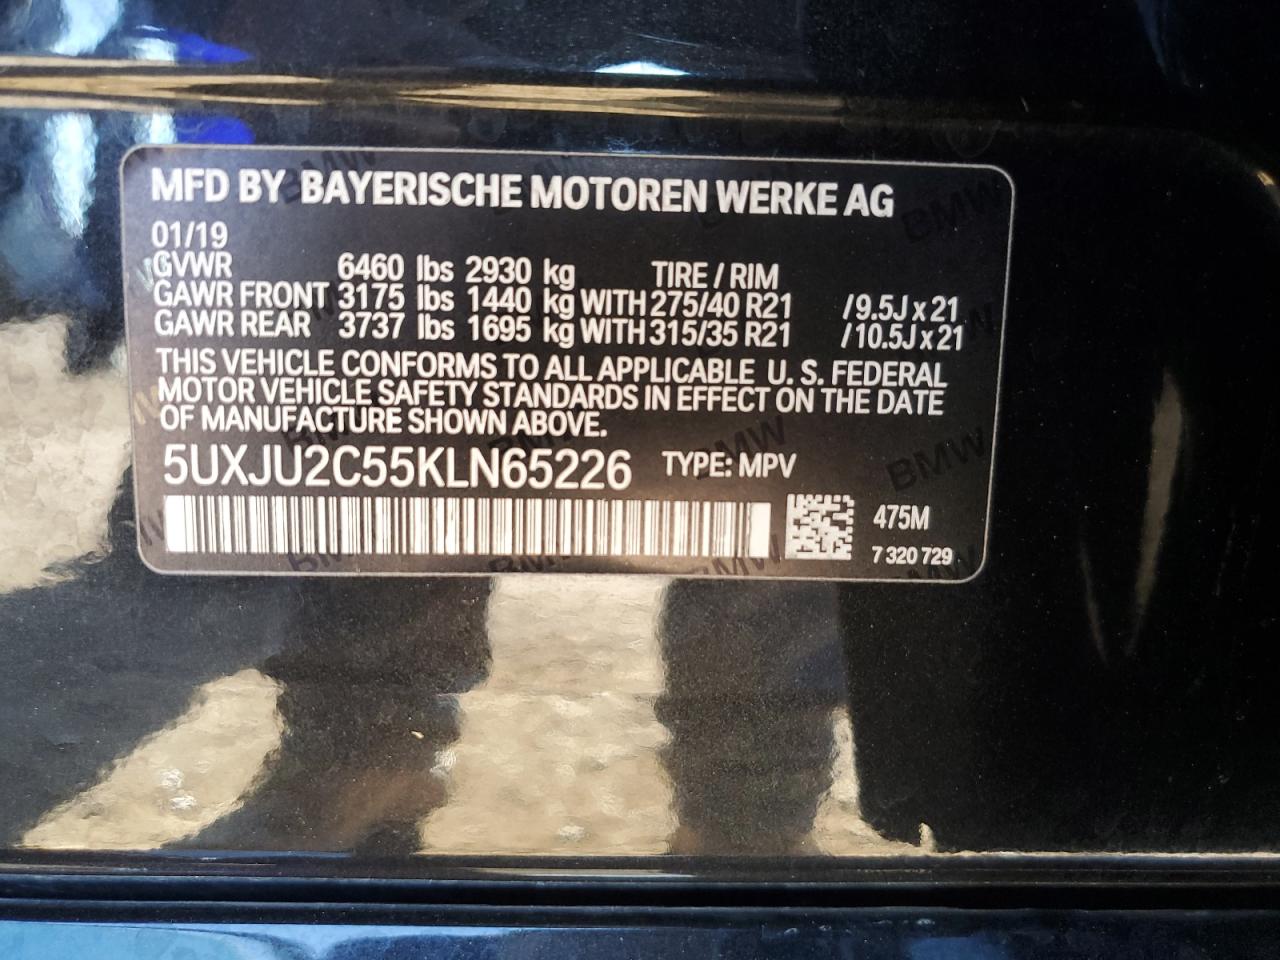 MFD BY BAYERISCHE MOTOREN WERKE AG
01/19
GVWR 6460 lbs 2930 kg TIRE / RIM
GAWR FRONT 3175 lbs 1440 kg WITH 275/40 R21 /9.5J x 21
GAWR REAR 3737 lbs 1695 kg WITH 315/35 R21 /10.5J x 21
THIS VEHICLE CONFORMS TO ALL APPLICABLE U. S. FEDERAL
MOTOR VEHICLE SAFETY STANDARDS IN EFFECT ON THE DATE
OF MANUFACTURE SHOWN ABOVE.
5UXJU2C55KLN65226 TYPE: MPV
475M
7 320 729